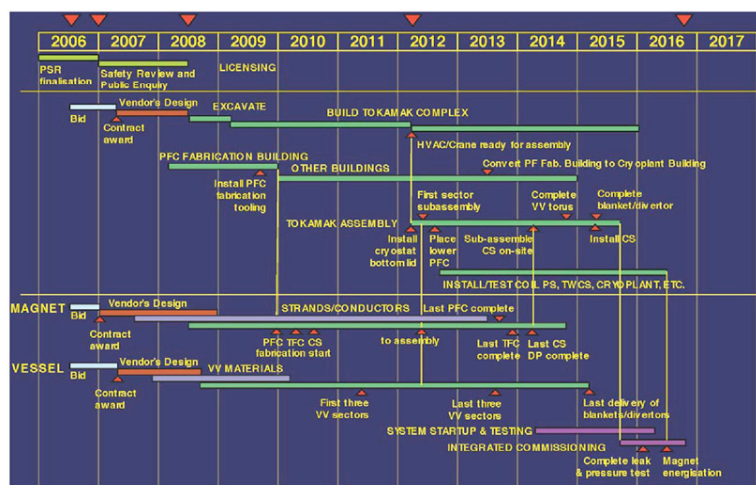 2006 2007 2008 2009 2010 2011 2012 2013 2014 2015 2016 2017
PSR
finalisation
Safety Review and
Public Enquiry
LICENSING
Bid
Vendor's Design
EXCAVATE
BUILD TOKAMAK COMPLEX
Contract
award
HVAC/Crane ready for assembly
PFC FABRICATION BUILDING
OTHER BUILDINGS
Convert PF Fab. Building to Cryoplant Building
Install PFC
fabrication
tooling
First sector
subassembly
Complete
VV torus
Complete
blanket/divertor
TOKAMAK ASSEMBLY
Install
cryostat
bottom lid
Place
lower
PFC
Sub-assemble
CS on-site
Install CS
INSTALL/TEST COIL PS, TWCS, CRYOPLANT, ETC.
MAGNET
Bid
Vendor's Design
STRANDS/CONDUCTORS
Last PFC complete
Contract
award
PFC TFC CS
fabrication start
to assembly
Last TFC
complete
Last CS
DP complete
VESSEL
Bid
Vendor's Design
VV MATERIALS
Contract
award
First three
VV sectors
Last three
VV sectors
Last delivery of
blankets/divertors
SYSTEM STARTUP & TESTING
INTEGRATED COMMISSIONING
Complete leak
& pressure test
Magnet
energisation